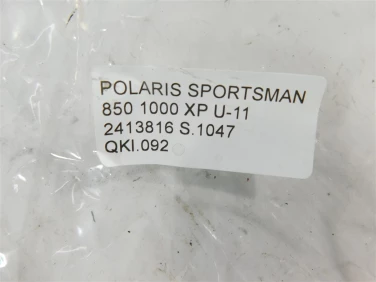 POLARIS SPORTSMAN
850 1000 XP U-11
2413816 S.1047
QKI.092